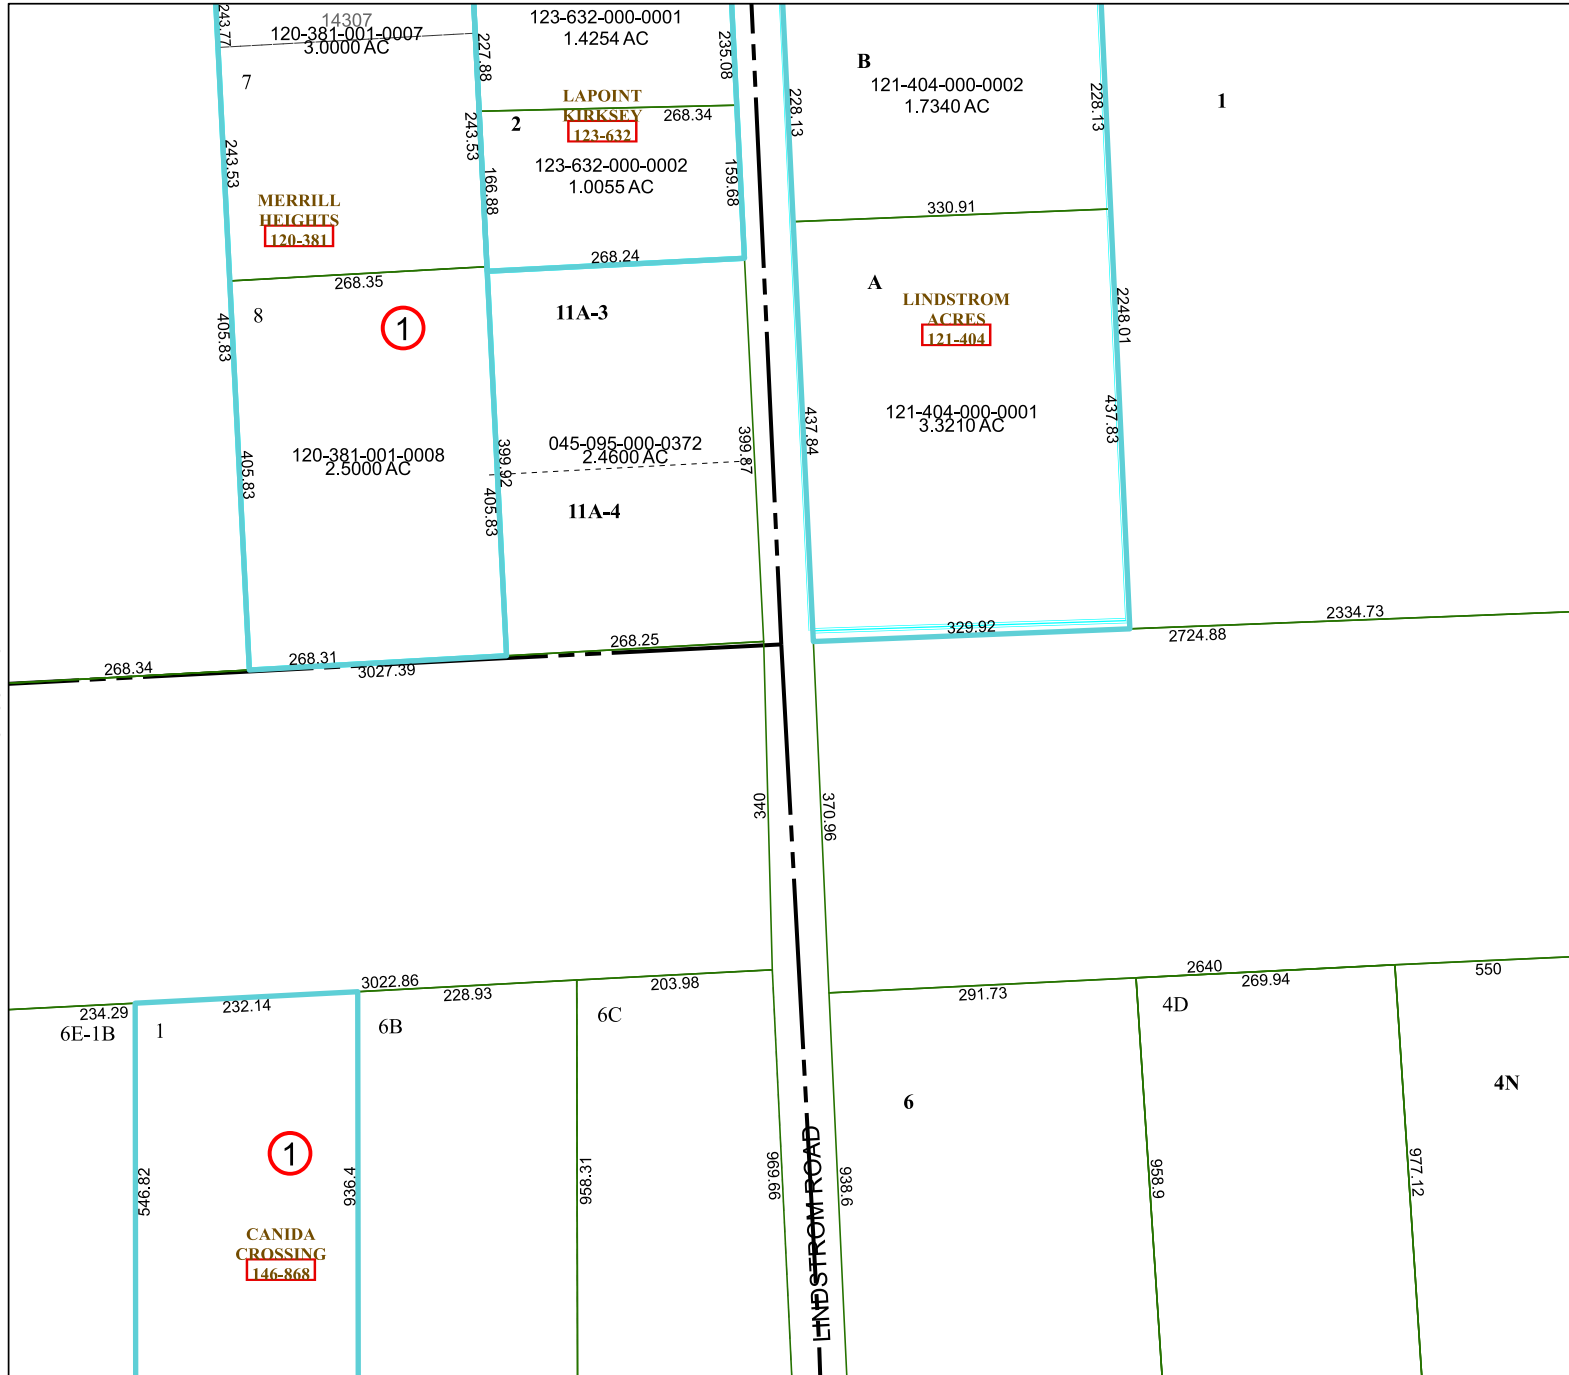 14307
120-381-001-0007
3.0000 AC
243.77
7
227.88
123-632-000-0001
1.4254 AC
235.08
LAPOINT
KIRKSEY
123-632
268.34
2
243.53
243.53
123-632-000-0002
1.0055 AC
166.88
159.68
MERRILL
HEIGHTS
120-381
268.24
268.35
B
121-404-000-0002
1.7340 AC
228.13
228.13
1
330.91
A
LINDSTROM
ACRES
121-404
2248.01
8
1
405.83
11A-3
121-404-000-0001
3.3210 AC
437.84
437.83
120-381-001-0008
2.5000 AC
405.83
399.92
405.83
045-095-000-0372
2.4600 AC
399.87
11A-4
329.92
2334.73
2724.88
268.34
268.31
3027.39
268.25
340
370.96
3022.86
234.29
232.14
228.93
203.98
6E-1B
1
6B
6C
2640
291.73
269.94
550
4D
6
4N
1
546.82
936.4
958.31
969.66
LINDSTROM ROAD
938.6
958.9
977.12
CANIDA
CROSSING
146-868